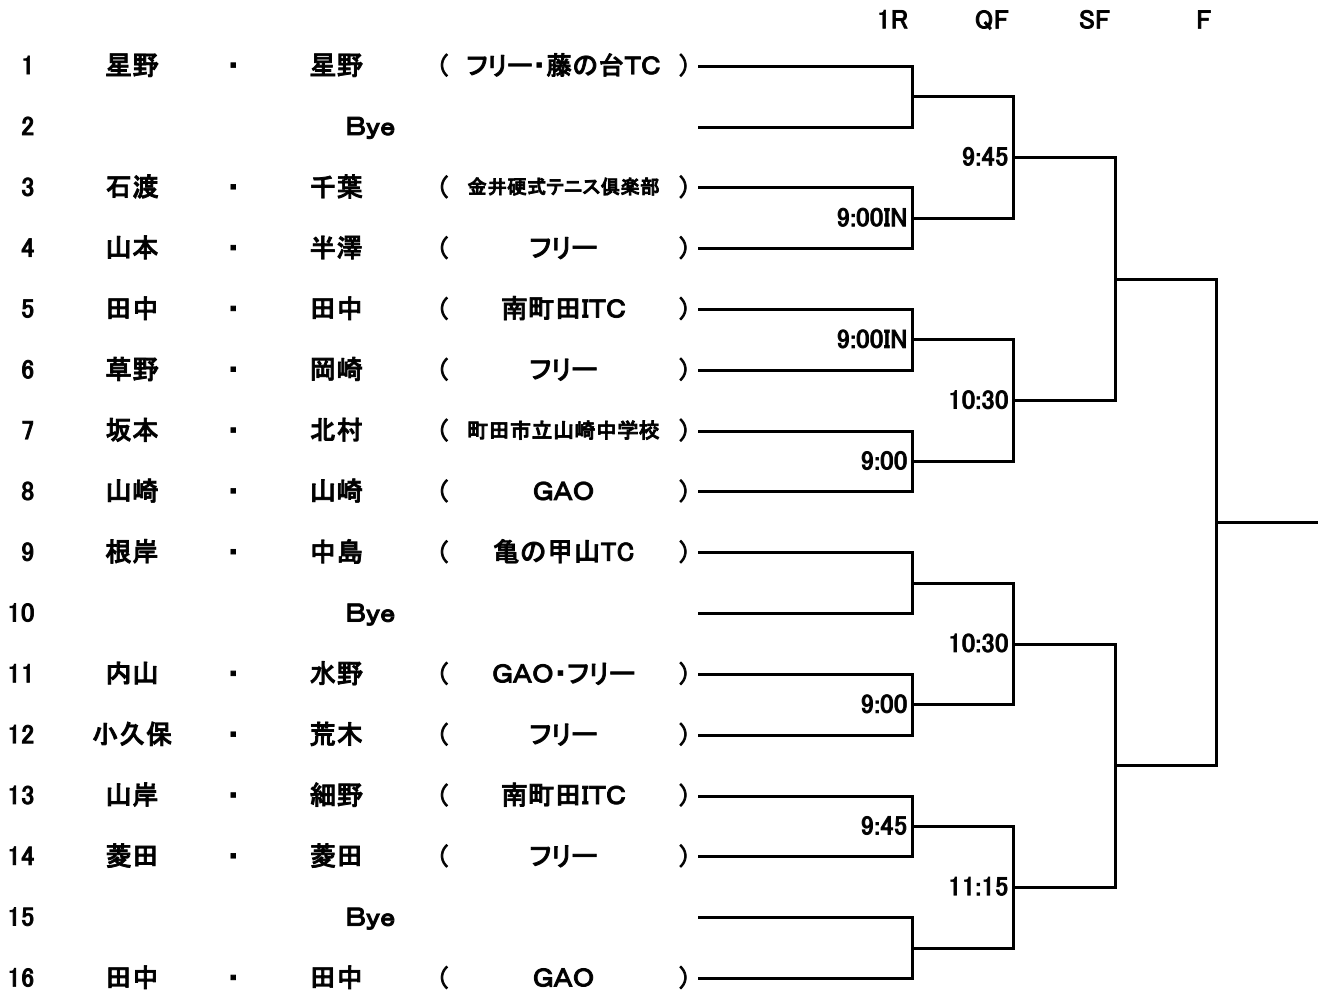 1R QF SF F
1 星野 ・ 星野 ( フリー・藤の台TC )
2 Bye
9:45
3 石渡 ・ 千葉 ( 金井硬式テニス倶楽部 )
9:00IN
4 山本 ・ 半澤 ( フリー )
5 田中 ・ 田中 ( 南町田ITC )
9:00IN
6 草野 ・ 岡崎 ( フリー )
10:30
7 坂本 ・ 北村 ( 町田市立山崎中学校 )
9:00
8 山崎 ・ 山崎 ( GAO )
9 根岸 ・ 中島 ( 亀の甲山TC )
10 Bye
10:30
11 内山 ・ 水野 ( GAO・フリー )
9:00
12 小久保 ・ 荒木 ( フリー )
13 山岸 ・ 細野 ( 南町田ITC )
9:45
14 菱田 ・ 菱田 ( フリー )
11:15
15 Bye
16 田中 ・ 田中 ( GAO )